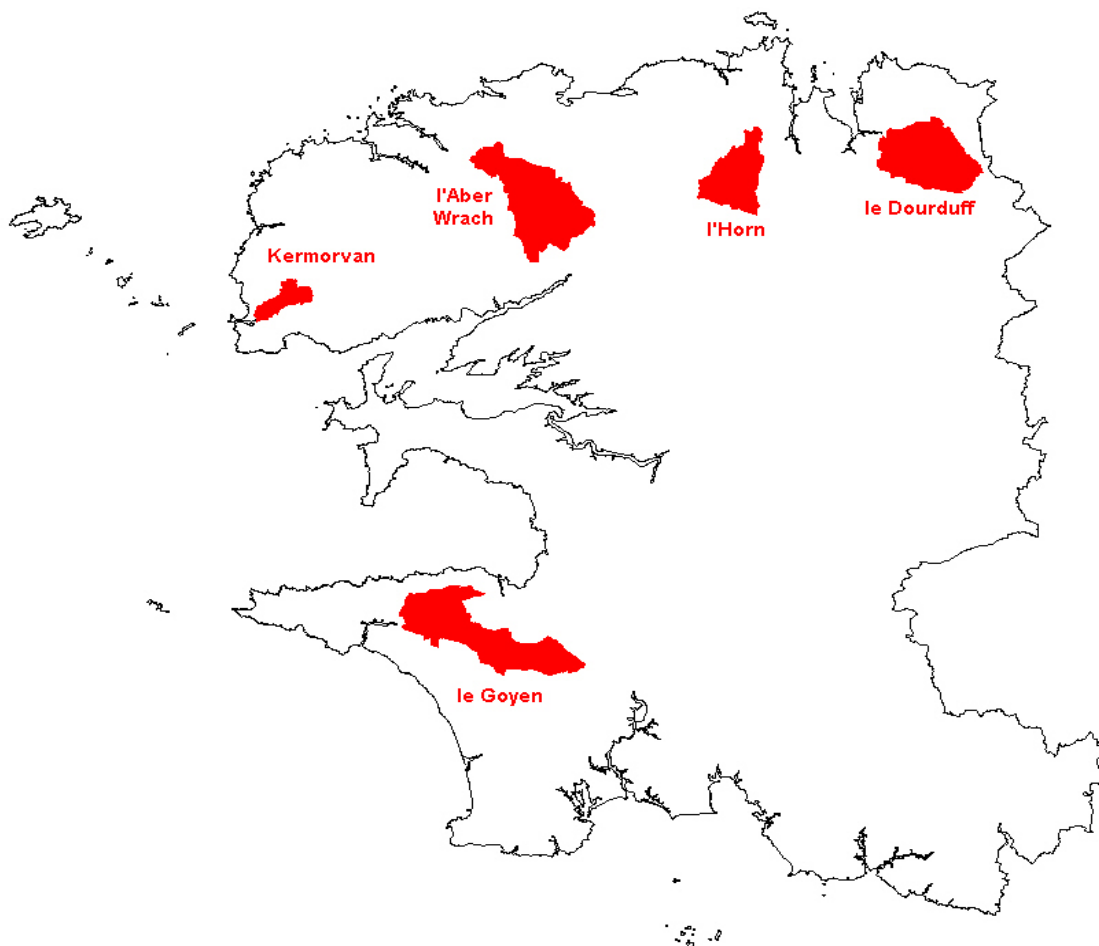 l'Aber
Wrach
l'Horn
le Dourduff
Kermorvan
le Goyen